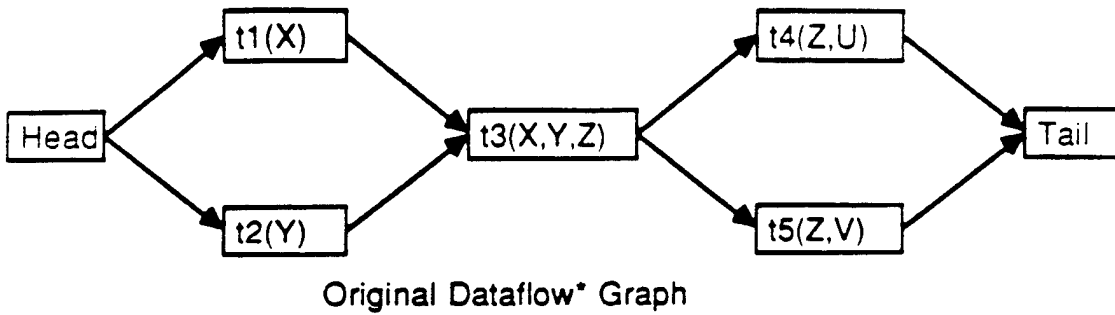 t1(X)
t4(Z,U)
Head
t3(X,Y,Z)
Tail
t2(Y)
t5(Z,V)
Original Dataflow* Graph